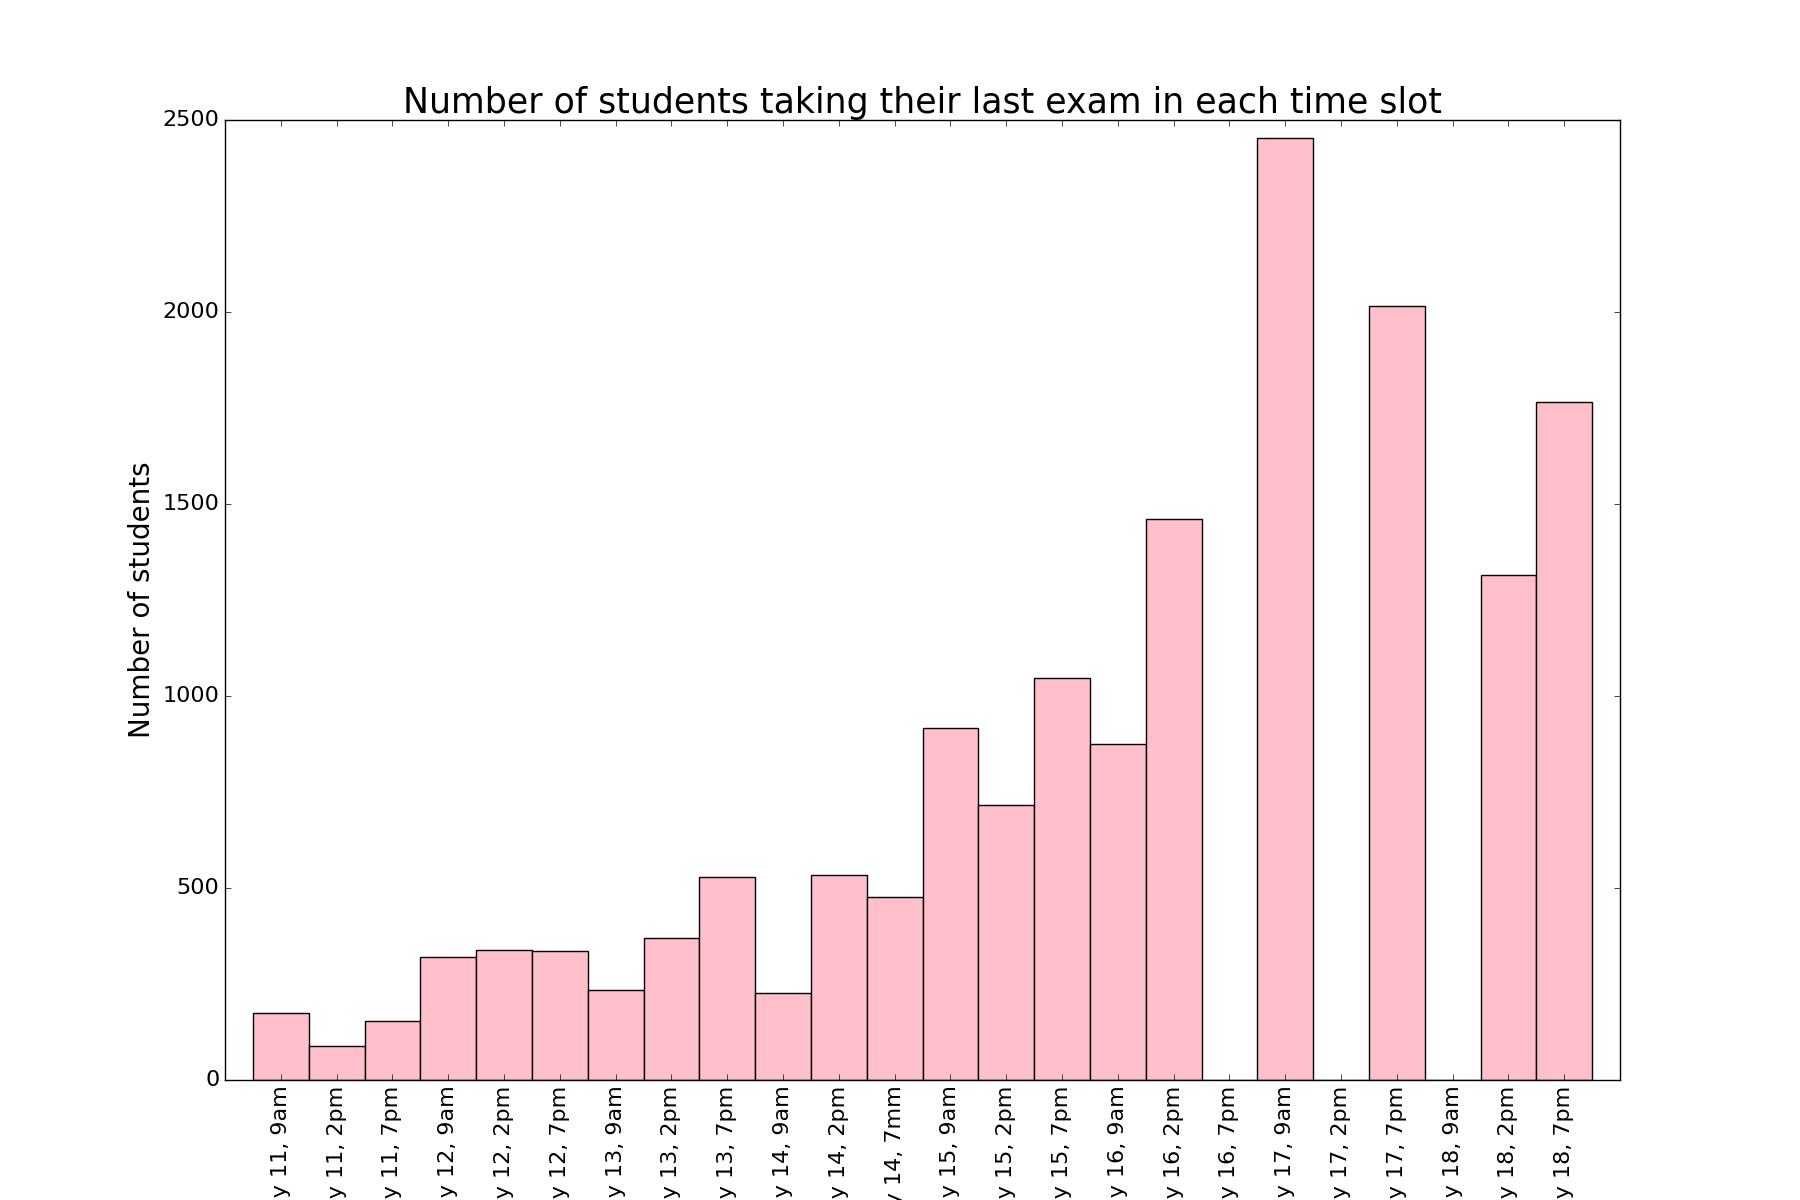 Number of students taking their last exam in each time slot
Number of students
2500
2000
1500
1000
500
0
y 11, 9am
y 11, 2pm
y 11, 7pm
y 12, 9am
y 12, 2pm
y 12, 7pm
y 13, 9am
y 13, 2pm
y 13, 7pm
y 14, 9am
y 14, 2pm
y 14, 7mm
y 15, 9am
y 15, 2pm
y 15, 7pm
y 16, 9am
y 16, 2pm
y 16, 7pm
y 17, 9am
y 17, 2pm
y 17, 7pm
y 18, 9am
y 18, 2pm
y 18, 7pm